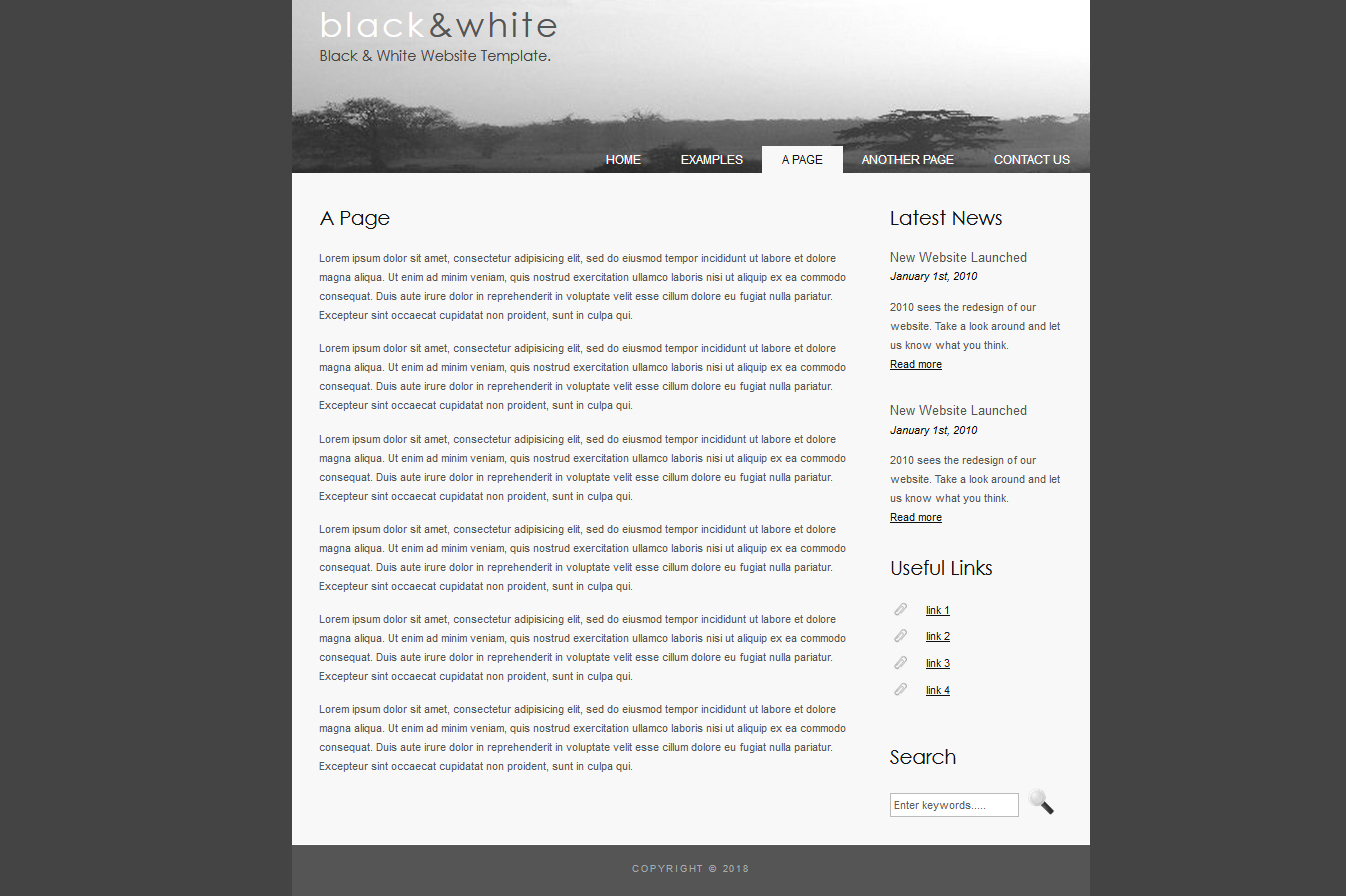 black&white
Black & White Website Template.
HOME EXAMPLES A PAGE ANOTHER PAGE CONTACT US
A Page
Lorem ipsum dolor sit amet, consectetur adipisicing elit, sed do eiusmod tempor incididunt ut labore et dolore
magna aliqua. Ut enim ad minim veniam, quis nostrud exercitation ullamco laboris nisi ut aliquip ex ea commodo
consequat. Duis aute irure dolor in reprehenderit in voluptate velit esse cillum dolore eu fugiat nulla pariatur.
Excepteur sint occaecat cupidatat non proident, sunt in culpa qui.
Lorem ipsum dolor sit amet, consectetur adipisicing elit, sed do eiusmod tempor incididunt ut labore et dolore
magna aliqua. Ut enim ad minim veniam, quis nostrud exercitation ullamco laboris nisi ut aliquip ex ea commodo
consequat. Duis aute irure dolor in reprehenderit in voluptate velit esse cillum dolore eu fugiat nulla pariatur.
Excepteur sint occaecat cupidatat non proident, sunt in culpa qui.
Lorem ipsum dolor sit amet, consectetur adipisicing elit, sed do eiusmod tempor incididunt ut labore et dolore
magna aliqua. Ut enim ad minim veniam, quis nostrud exercitation ullamco laboris nisi ut aliquip ex ea commodo
consequat. Duis aute irure dolor in reprehenderit in voluptate velit esse cillum dolore eu fugiat nulla pariatur.
Excepteur sint occaecat cupidatat non proident, sunt in culpa qui.
Lorem ipsum dolor sit amet, consectetur adipisicing elit, sed do eiusmod tempor incididunt ut labore et dolore
magna aliqua. Ut enim ad minim veniam, quis nostrud exercitation ullamco laboris nisi ut aliquip ex ea commodo
consequat. Duis aute irure dolor in reprehenderit in voluptate velit esse cillum dolore eu fugiat nulla pariatur.
Excepteur sint occaecat cupidatat non proident, sunt in culpa qui.
Lorem ipsum dolor sit amet, consectetur adipisicing elit, sed do eiusmod tempor incididunt ut labore et dolore
magna aliqua. Ut enim ad minim veniam, quis nostrud exercitation ullamco laboris nisi ut aliquip ex ea commodo
consequat. Duis aute irure dolor in reprehenderit in voluptate velit esse cillum dolore eu fugiat nulla pariatur.
Excepteur sint occaecat cupidatat non proident, sunt in culpa qui.
Lorem ipsum dolor sit amet, consectetur adipisicing elit, sed do eiusmod tempor incididunt ut labore et dolore
magna aliqua. Ut enim ad minim veniam, quis nostrud exercitation ullamco laboris nisi ut aliquip ex ea commodo
consequat. Duis aute irure dolor in reprehenderit in voluptate velit esse cillum dolore eu fugiat nulla pariatur.
Excepteur sint occaecat cupidatat non proident, sunt in culpa qui.
Latest News
New Website Launched
January 1st, 2010
2010 sees the redesign of our
website. Take a look around and let
us know what you think.
Read more
New Website Launched
January 1st, 2010
2010 sees the redesign of our
website. Take a look around and let
us know what you think.
Read more
Useful Links
link 1
link 2
link 3
link 4
Search
Enter keywords.....
COPYRIGHT © 2018